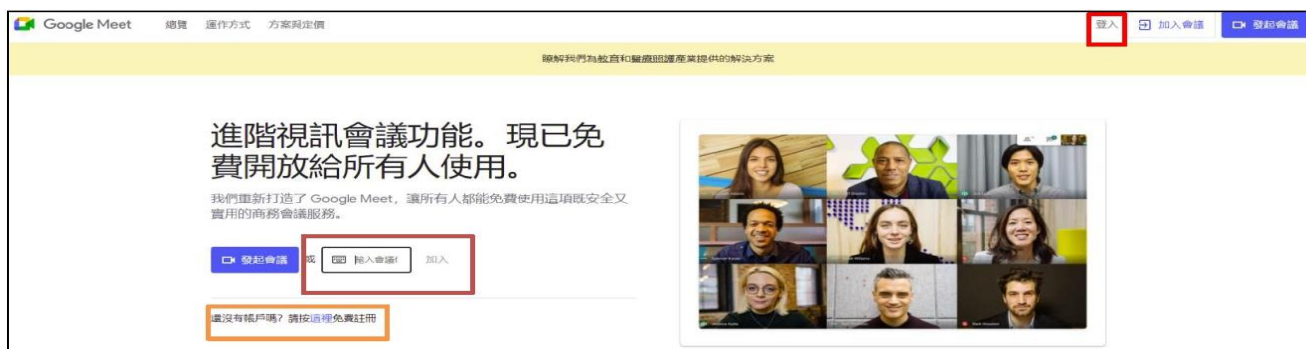 Google Meet 總覽 運作方式 方案與定價 登入 加入會議 發起會議
瞭解我們為教育和醫療照護產業提供的解決方案
進階視訊會議功能。現已免
費開放給所有人使用。
我們重新打造了 Google Meet，讓所有人都能免費使用這項既安全又
實用的商務會議服務。
發起會議 或 輸入會議 加入
還沒有帳戶嗎？請按這裡免費註冊